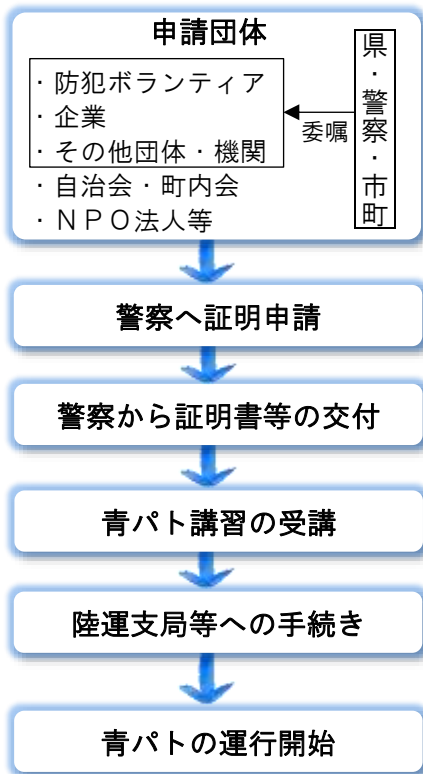 申請団体
・防犯ボランティア
・企業
・その他団体・機関
・自治会・町内会
・ＮＰＯ法人等
委嘱
県・警察・市町
警察へ証明申請
警察から証明書等の交付
青パト講習の受講
陸運支局等への手続き
青パトの運行開始